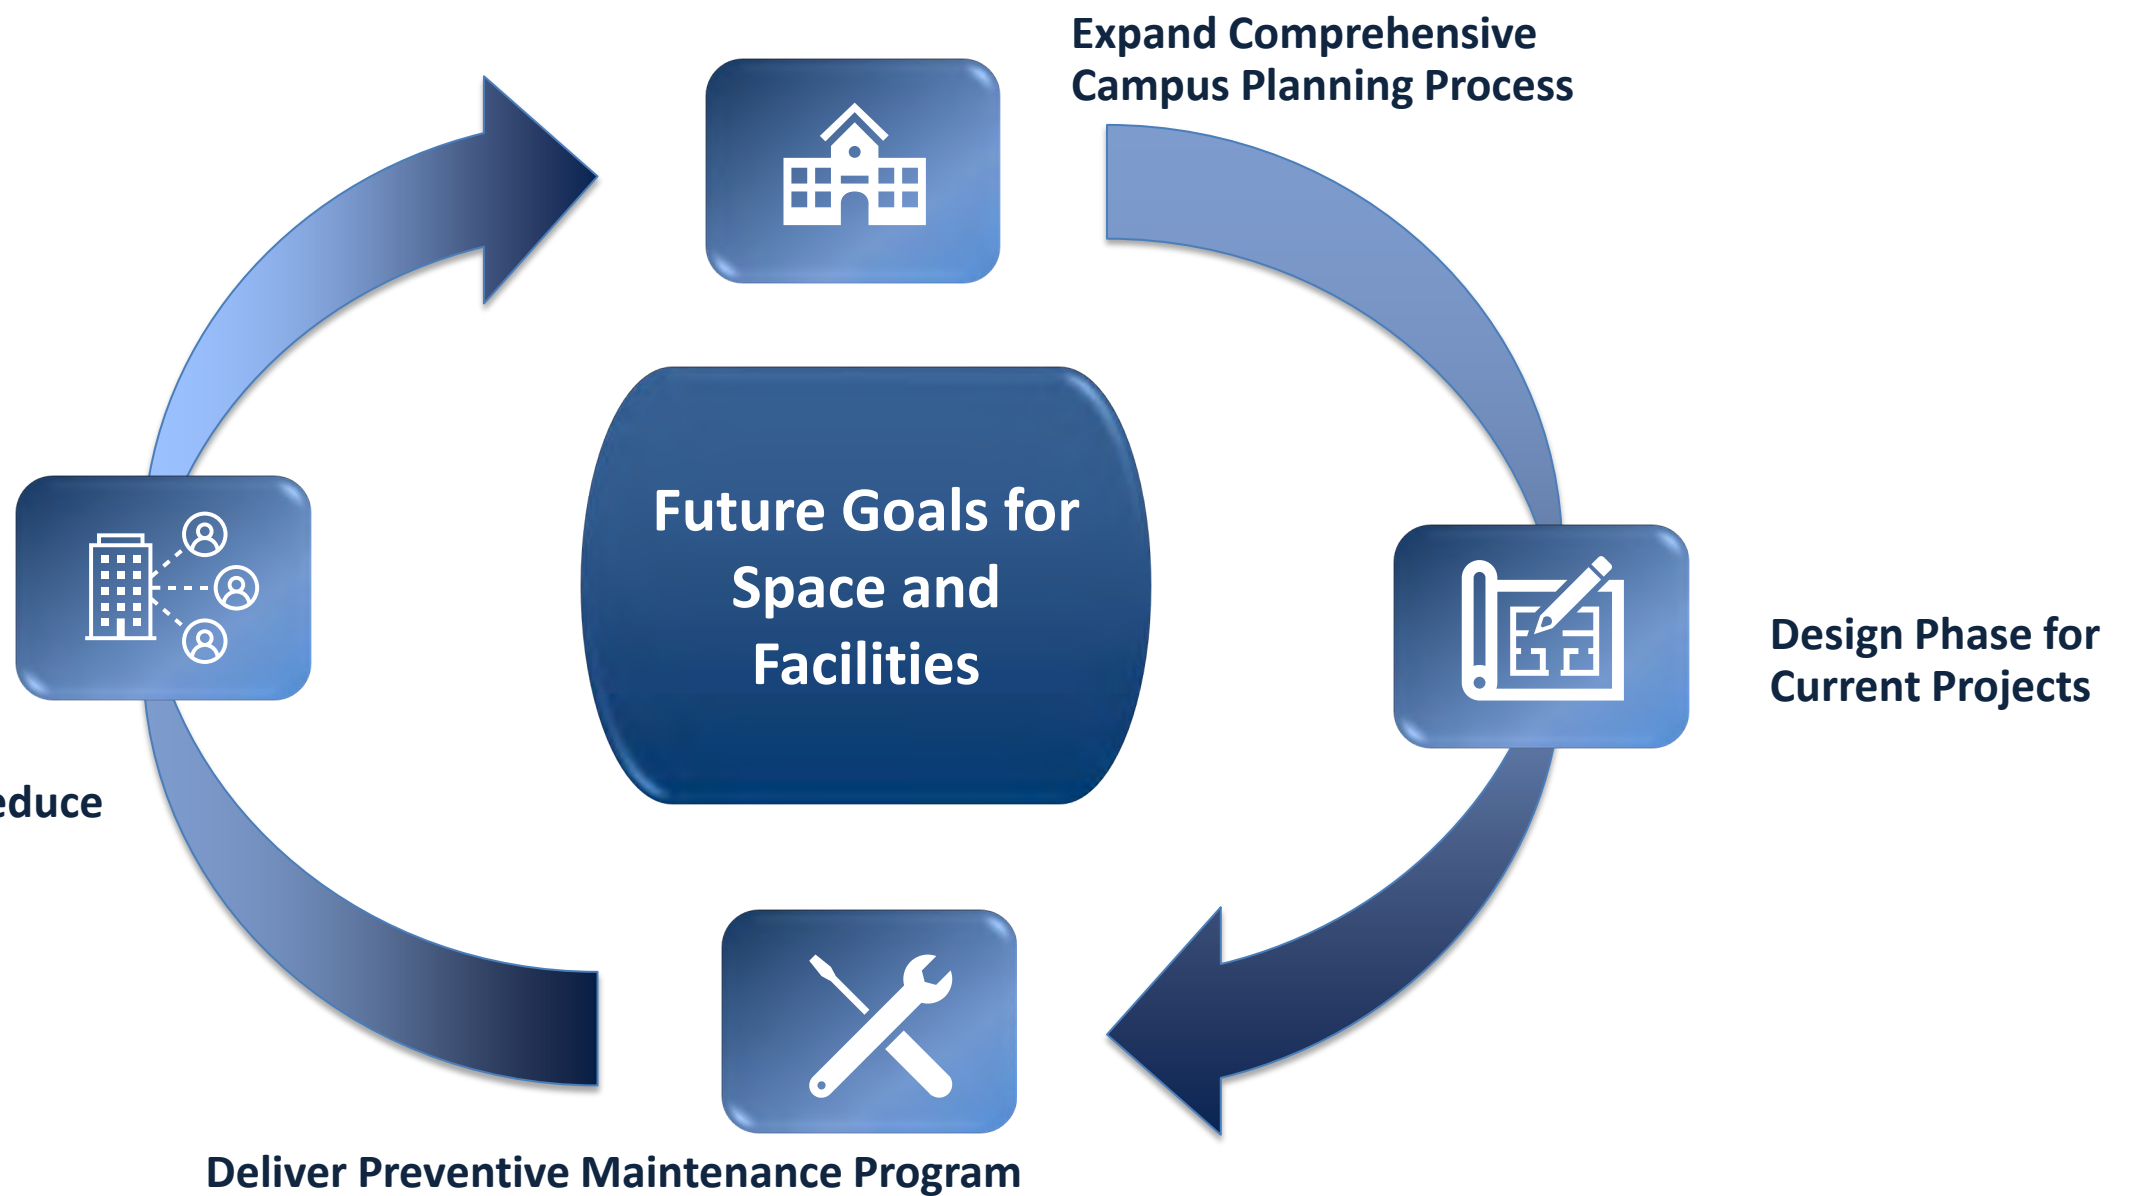 Expand Comprehensive
Campus Planning Process
Future Goals for
Space and
Facilities
Design Phase for
Current Projects
Deliver Preventive Maintenance Program